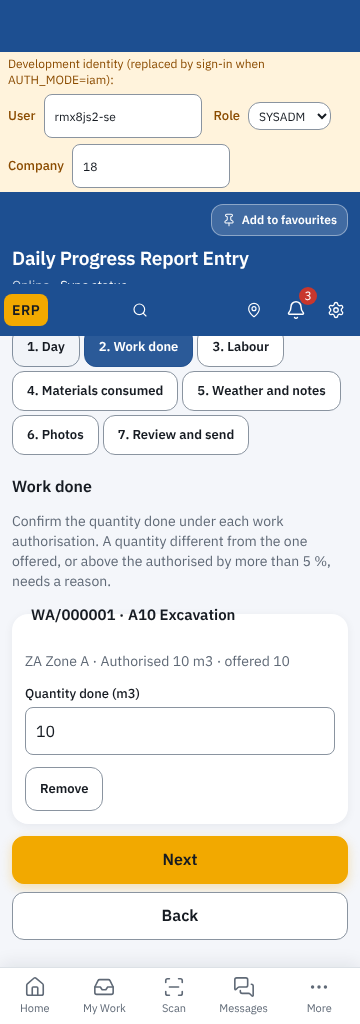 Development identity (replaced by sign-in when
AUTH_MODE=iam):
User rmx8js2-se Role SYSADM
Company 18
Add to favourites
Daily Progress Report Entry
Online Sync status
ERP 3
1. Day 2. Work done 3. Labour
4. Materials consumed 5. Weather and notes
6. Photos 7. Review and send
Work done
Confirm the quantity done under each work
authorisation. A quantity different from the one
offered, or above the authorised by more than 5 %,
needs a reason.
WA/000001 · A10 Excavation
ZA Zone A · Authorised 10 m3 · offered 10
Quantity done (m3)
10
Remove
Next
Back
Home My Work Scan Messages More